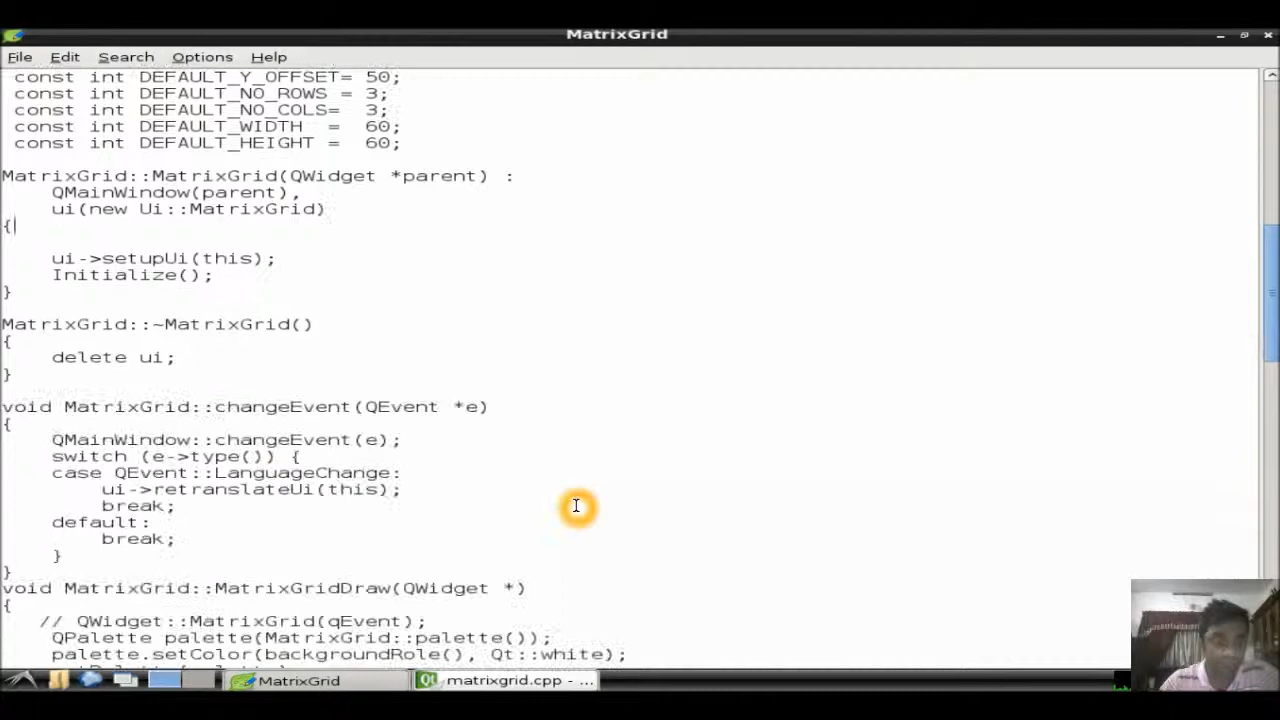 MatrixGrid
File Edit Search Options Help
const int DEFAULT_Y_OFFSET= 50;
const int DEFAULT_NO_ROWS = 3;
const int DEFAULT_NO_COLS= 3;
const int DEFAULT_WIDTH = 60;
const int DEFAULT_HEIGHT = 60;
MatrixGrid::MatrixGrid(QWidget *parent) :
QMainWindow(parent),
ui(new Ui::MatrixGrid)
{
ui->setupUi(this);
Initialize();
}
MatrixGrid::~MatrixGrid()
{
delete ui;
}
void MatrixGrid::changeEvent(QEvent *e)
{
QMainWindow::changeEvent(e);
switch (e->type()) {
case QEvent::LanguageChange:
ui->retranslateUi(this);
break;
default:
break;
}
}
void MatrixGrid::MatrixGridDraw(QWidget *)
{
// QWidget::MatrixGrid(qEvent);
QPalette palette(MatrixGrid::palette());
palette.setColor(backgroundRole(), Qt::white);
MatrixGrid
Qt matrixgrid.cpp - ...